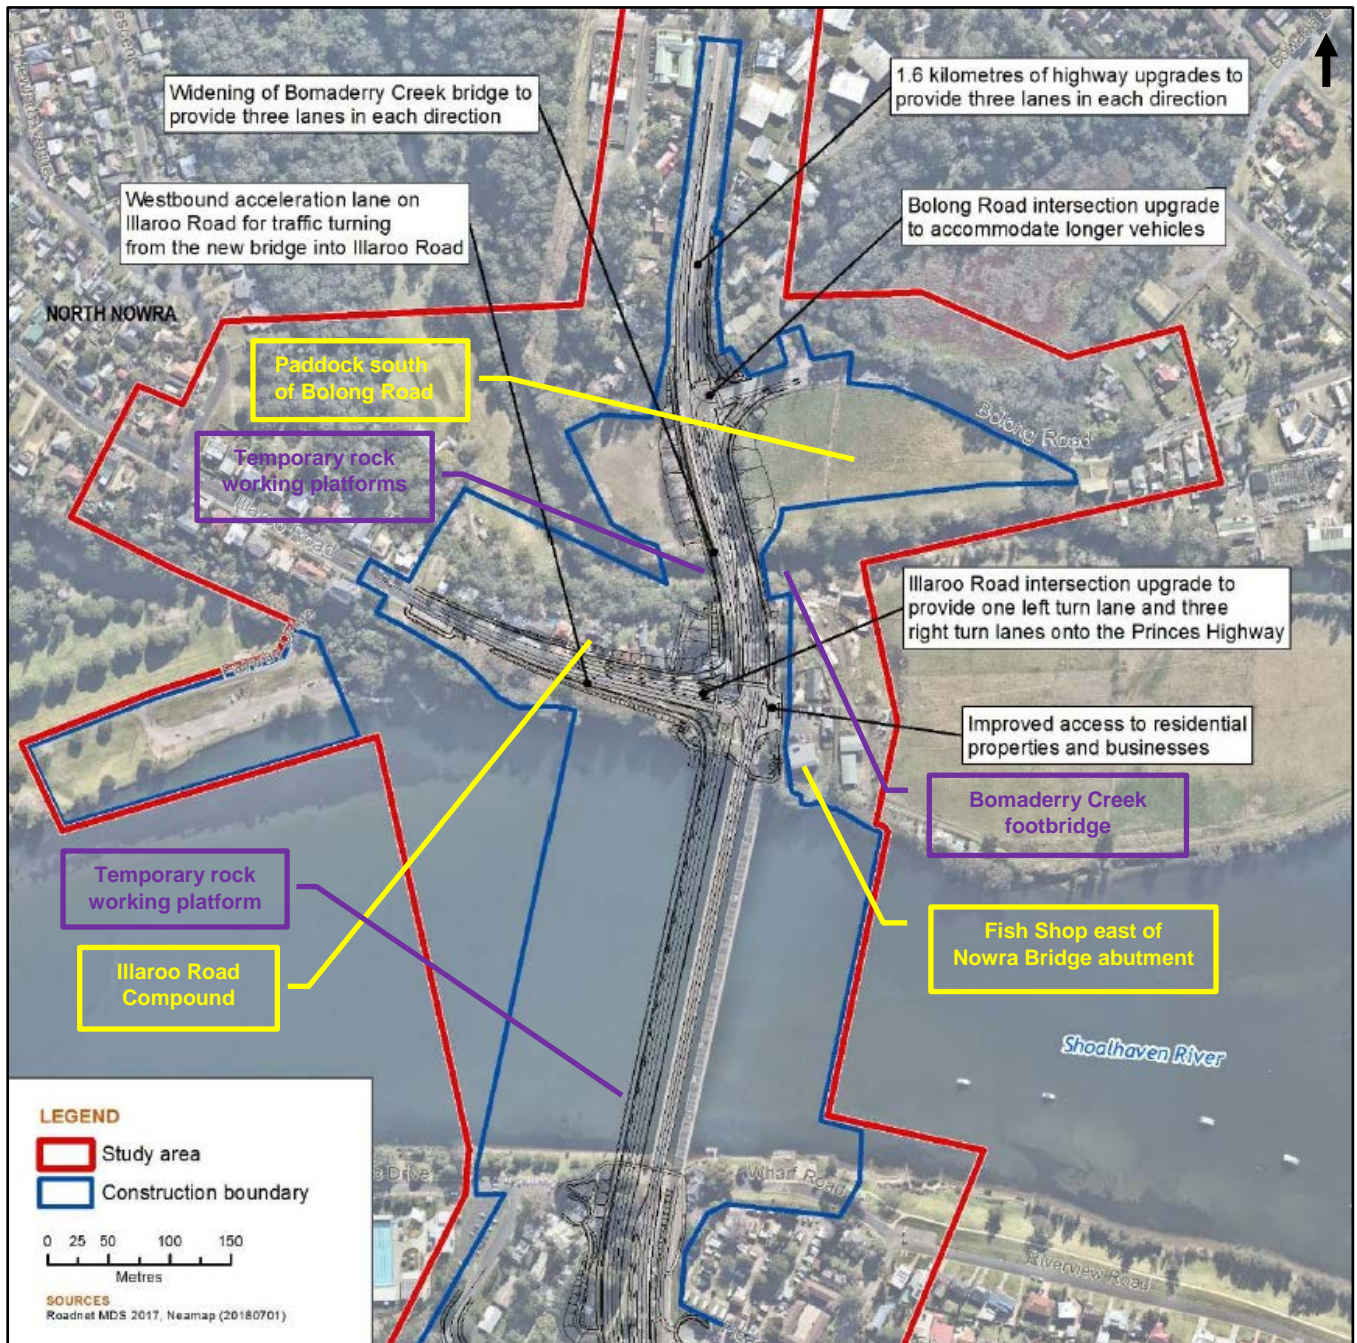 Widening of Bomaderry Creek bridge to
provide three lanes in each direction
1.6 kilometres of highway upgrades to
provide three lanes in each direction
Westbound acceleration lane on
Illaroo Road for traffic turning
from the new bridge into Illaroo Road
Bolong Road intersection upgrade
to accommodate longer vehicles
NORTH NOWRA
Paddock south
of Bolong Road
Bolong Road
Temporary rock
working platforms
Illaroo Road
Illaroo Road intersection upgrade to
provide one left turn lane and three
right turn lanes onto the Princes Highway
Improved access to residential
properties and businesses
Bomaderry Creek
footbridge
Temporary rock
working platform
Fish Shop east of
Nowra Bridge abutment
Illaroo Road
Compound
Shoalhaven River
LEGEND
Study area
Construction boundary
0 25 50 100 150
Metres
SOURCES
Roadnet MDS 2017, Neamap (20180701)
Drive
Wharf Road
Riverview Road